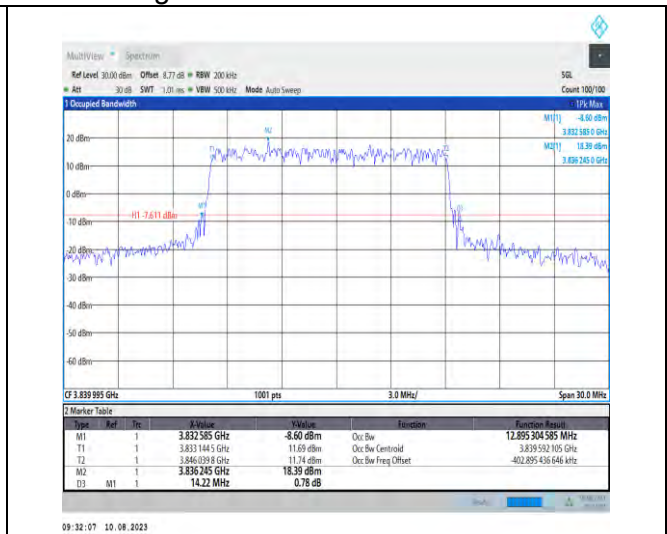 MultiView Spectrum
Ref Level 30.00 dBm Offset 8.77 dB RBW 200 kHz SGL
Att 30 dB SWT 1.01 ms VBW 500 kHz Mode Auto Sweep Count 100/100
1 Occupied Bandwidth 1Pk Max
M1[1] -8.60 dBm
3.832 585 0 GHz
M2[1] 18.39 dBm
3.836 245 0 GHz
M2
20 dBm
T1
T2
10 dBm
0 dBm
M1
D3
H1 -7.611 dBm
-10 dBm
-20 dBm
-30 dBm
-40 dBm
-50 dBm
-60 dBm
CF 3.839 995 GHz 1001 pts 3.0 MHz/ Span 30.0 MHz
2 Marker Table
Type Ref Trc X-Value Y-Value Function Function Result
M1 1 3.832585 GHz -8.60 dBm Occ Bw 12.895 304 585 MHz
T1 1 3.833 144 5 GHz 11.69 dBm Occ Bw Centroid 3.839 592 105 GHz
T2 1 3.846 039 8 GHz 11.74 dBm Occ Bw Freq Offset -402.895 436 646 kHz
M2 1 3.836245 GHz 18.39 dBm
D3 M1 1 14.22 MHz 0.78 dB
09:32:07 10.08.2023